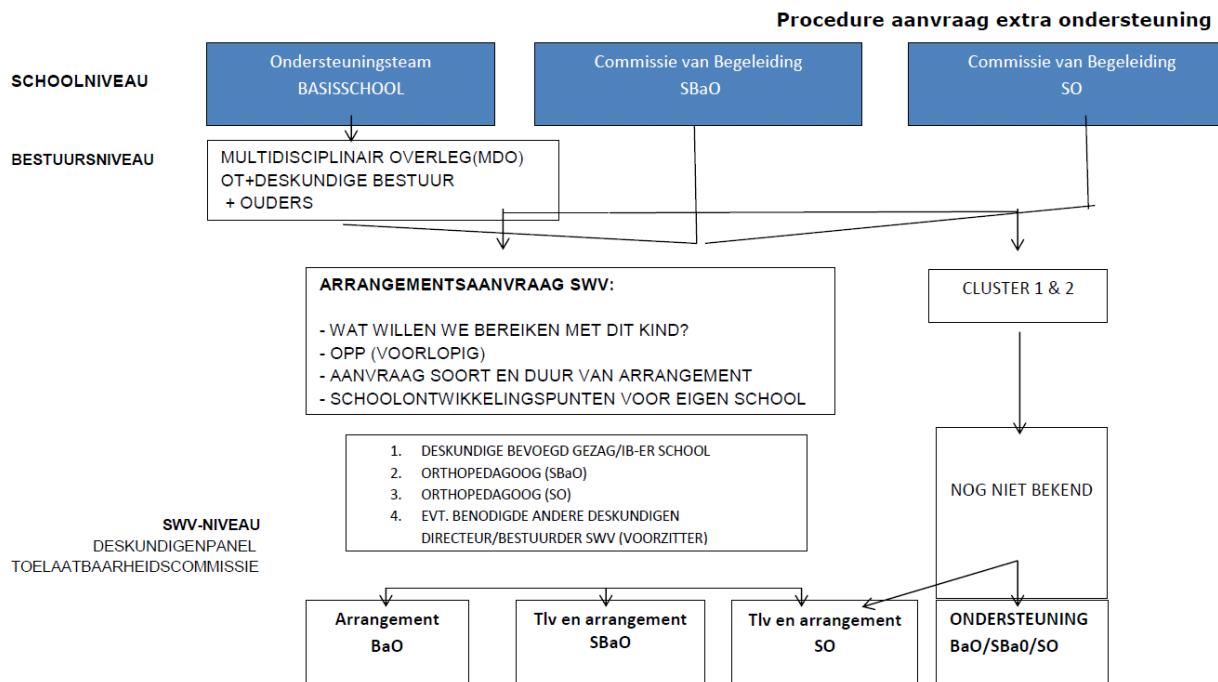 Procedure aanvraag extra ondersteuning
SCHOOLNIVEAU
Ondersteuningsteam
BASISSCHOOL
Commissie van Begeleiding
SBaO
Commissie van Begeleiding
SO
BESTUURSNIVEAU
MULTIDISCIPLINAIR OVERLEG(MDO)
OT+DESKUNDIGE BESTUUR
+ OUDERS
ARRANGEMENTSAANVRAAG SWV:
- WAT WILLEN WE BEREIKEN MET DIT KIND?
- OPP (VOORLOPIG)
- AANVRAAG SOORT EN DUUR VAN ARRANGEMENT
- SCHOOLONTWIKKELINGSPUNTEN VOOR EIGEN SCHOOL
CLUSTER 1 & 2
1. DESKUNDIGE BEVOEGD GEZAG/IB-ER SCHOOL
2. ORTHOPEDAGOOG (SBaO)
3. ORTHOPEDAGOOG (SO)
4. EVT. BENODIGDE ANDERE DESKUNDIGEN
DIRECTEUR/BESTUURDER SWV (VOORZITTER)
NOG NIET BEKEND
SWV-NIVEAU
DESKUNDIGENPANEL
TOELAATBAARHEIDSCOMMISSIE
Arrangement
BaO
Tlv en arrangement
SBaO
Tlv en arrangement
SO
ONDERSTEUNING
BaO/SBa0/SO